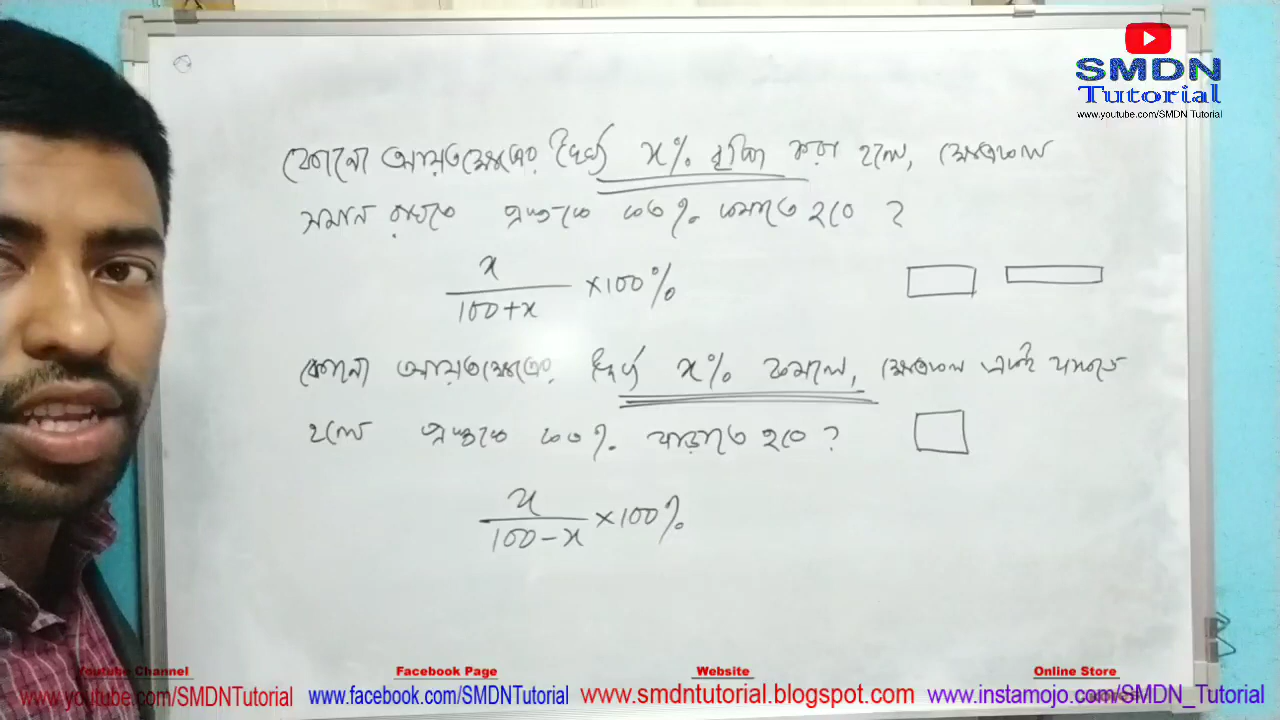 SMDN
Tutorial
www.youtube.com/SMDN Tutorial
কোনো আয়তক্ষেত্রের দৈর্ঘ্য x% বৃদ্ধি করা হলে, ক্ষেত্রফল
সমান রাখতে প্রস্থকে কত %. কমাতে হবে ?
x
100+x
×100%
কোনো আয়তক্ষেত্রের দৈর্ঘ্য x% কমলে, ক্ষেত্রফল একই থাকতে
হলে প্রস্থকে কত %. বাড়াতে হবে ?
x
100-x
×100%
Youtube Channel Facebook Page Website Online Store
www.youtube.com/SMDNTutorial www.facebook.com/SMDNTutorial www.smdntutorial.blogspot.com www.instamojo.com/SMDN_Tutorial